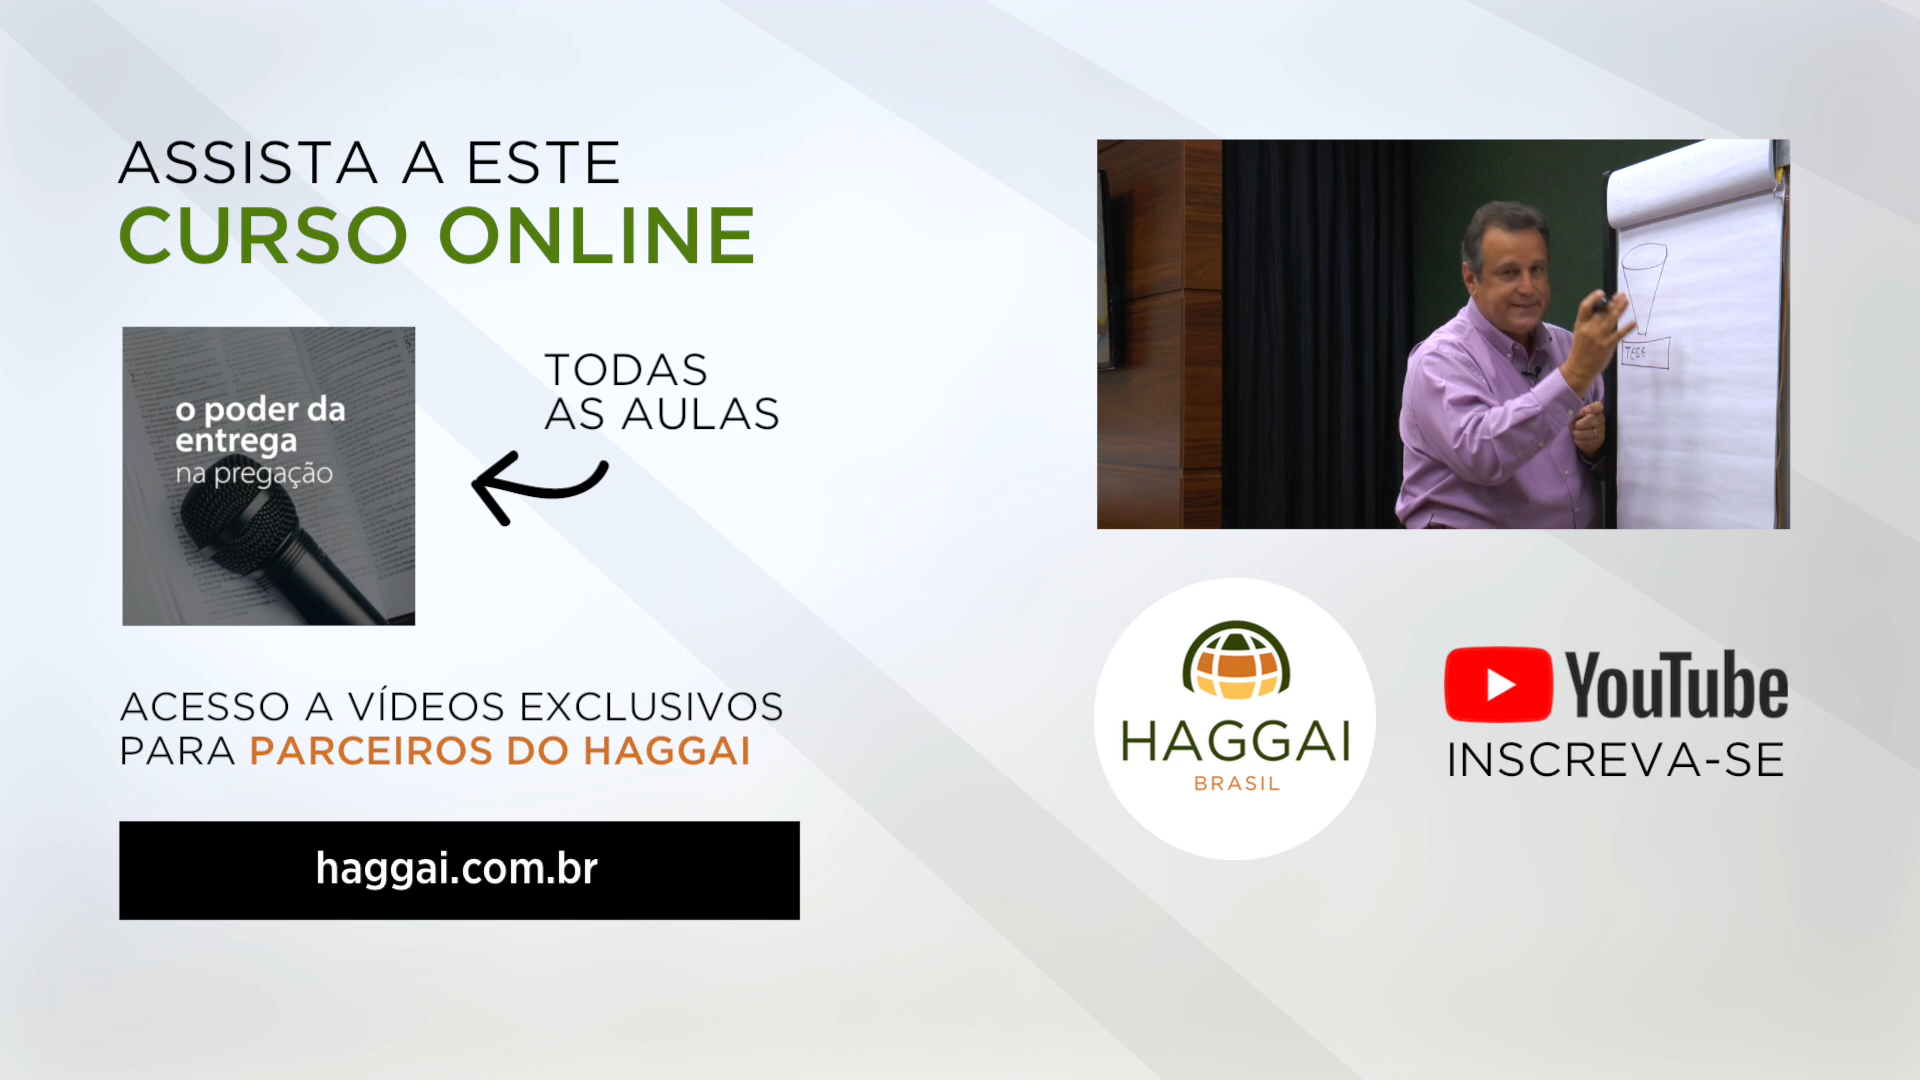 ASSISTA A ESTE
CURSO ONLINE
o poder da
entrega
na pregação
TODAS
AS AULAS
ACESSO A VÍDEOS EXCLUSIVOS
PARA PARCEIROS DO HAGGAI
haggai.com.br
TESE
HAGGAI
BRASIL
YouTube
INSCREVA-SE